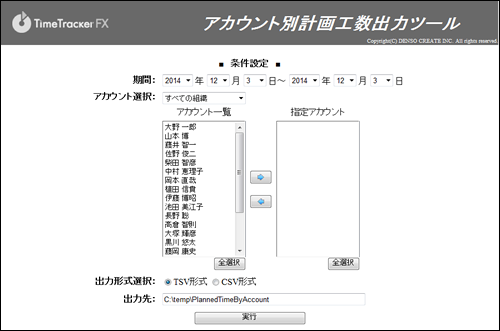 TimeTracker FX
アカウント別計画工数出力ツール
Copyright(C) DENSO CREATE INC. All rights reserved.
■ 条件設定 ■
期間: 2014 年 12 月 3 日～ 2014 年 12 月 3 日
アカウント選択: すべての組織
アカウント一覧 指定アカウント
大野 一郎
山本 博
藤井 智一
佐野 俊二
柴田 智彦
中村 恵理子
岡本 直哉
植田 信貴
伊藤 博昭
池田 美江子
長野 聡
高倉 智則
大塚 輝彦
黒川 悠太
藤岡 康史
全選択 全選択
出力形式選択: TSV形式 CSV形式
出力先: C:\temp\PlannedTimeByAccount
実行